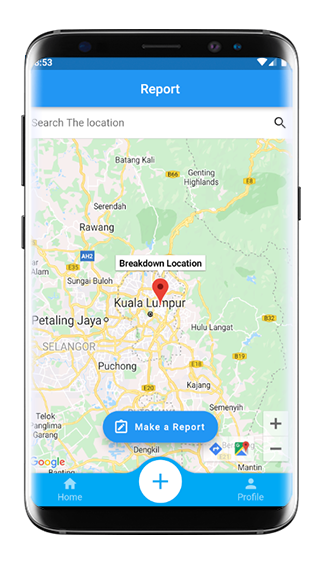 :53
Report
Search The location
Batang Kali
B66
Genting
Highlands
E8
Serendah
Rawang
AH2
E35
Sungai Buloh
Alam
Breakdown Location
Kuala Lumpur
Petaling Jaya
Hulu Langat
SELANGOR
B32
Puchong
E18
B19
E20
Kajang
Telok
Panglima
Garang
Semenyih
Make a Report
Dengkil
Google
Mantin
Home
Profile